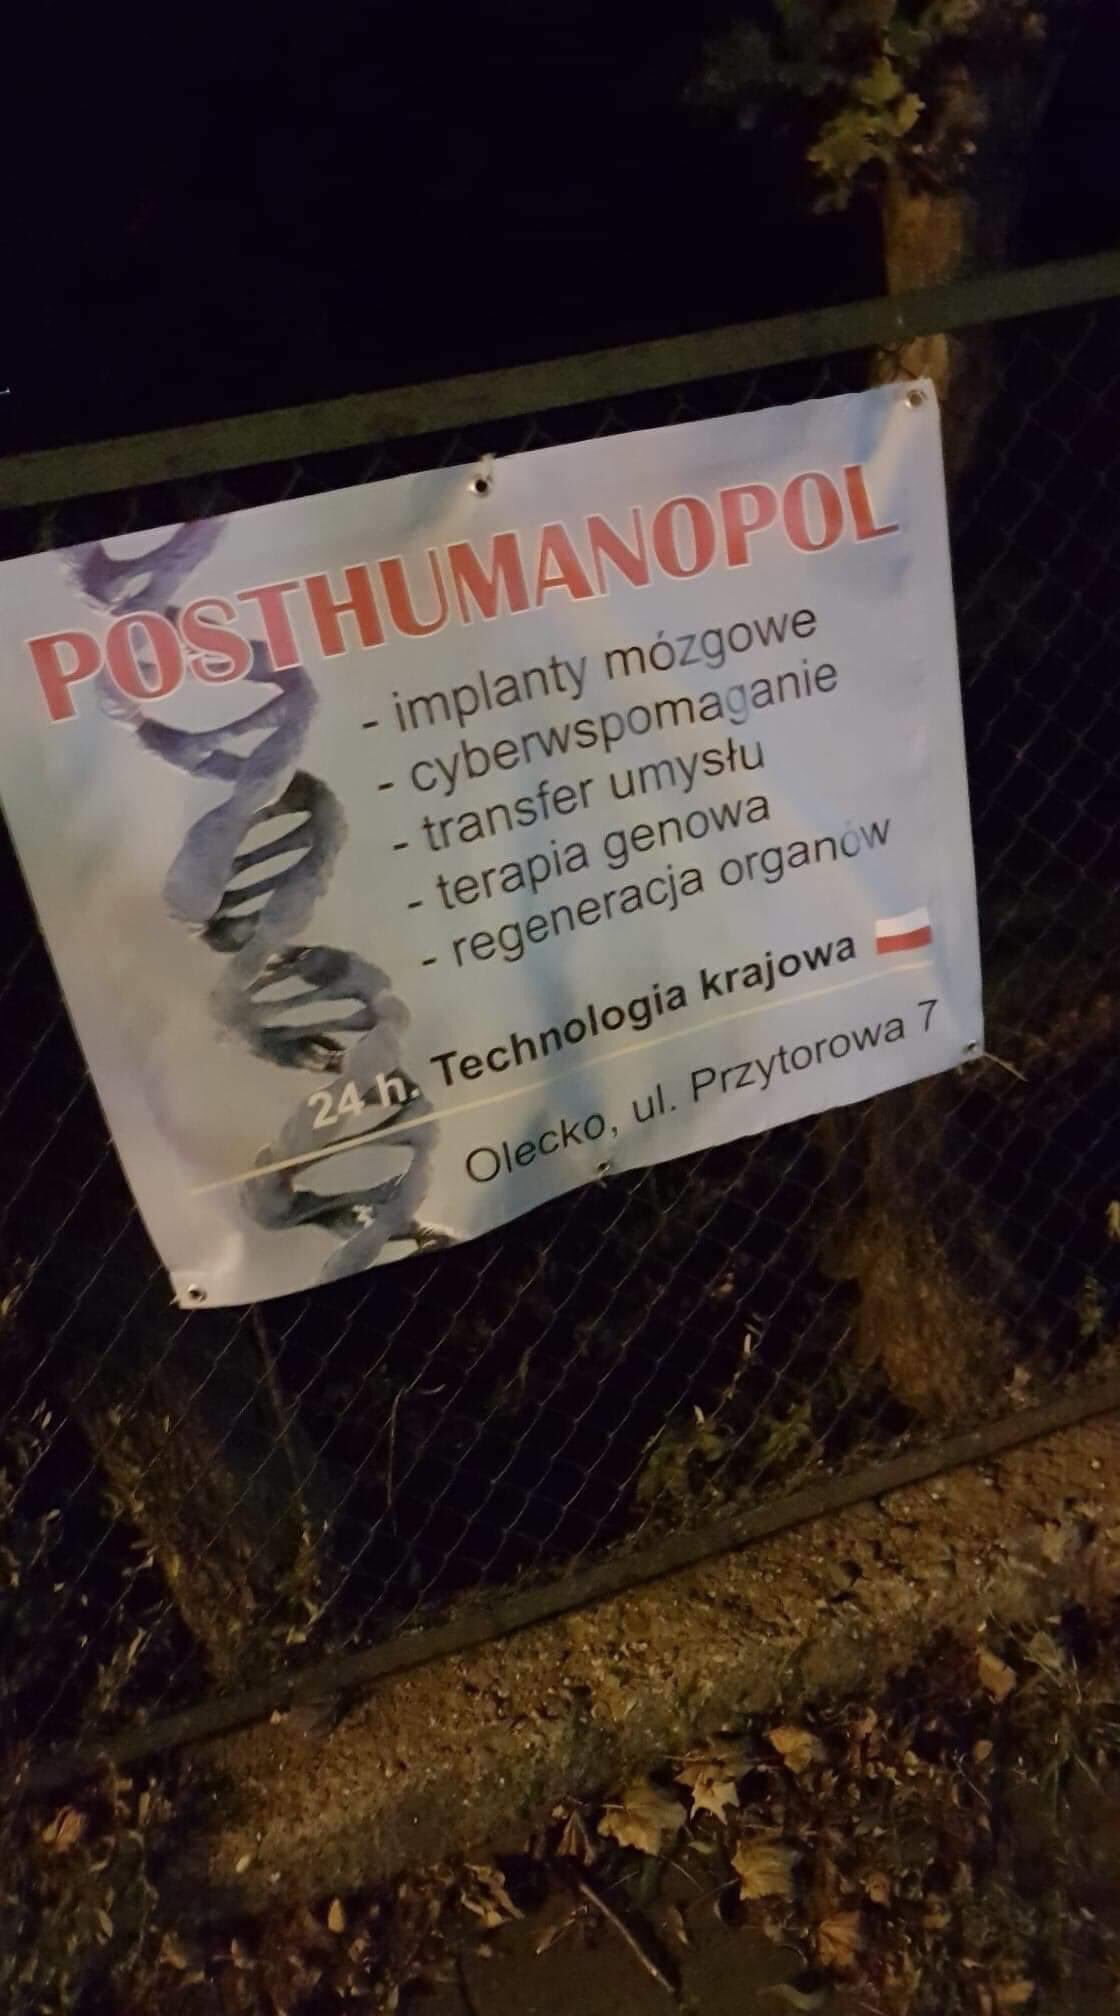 POSTHUMANOPOL
- implanty mózgowe
- cyberwspomaganie
- transfer umysłu
- terapia genowa
- regeneracja organów
24 h. Technologia krajowa
Olecko, ul. Przytorowa 7